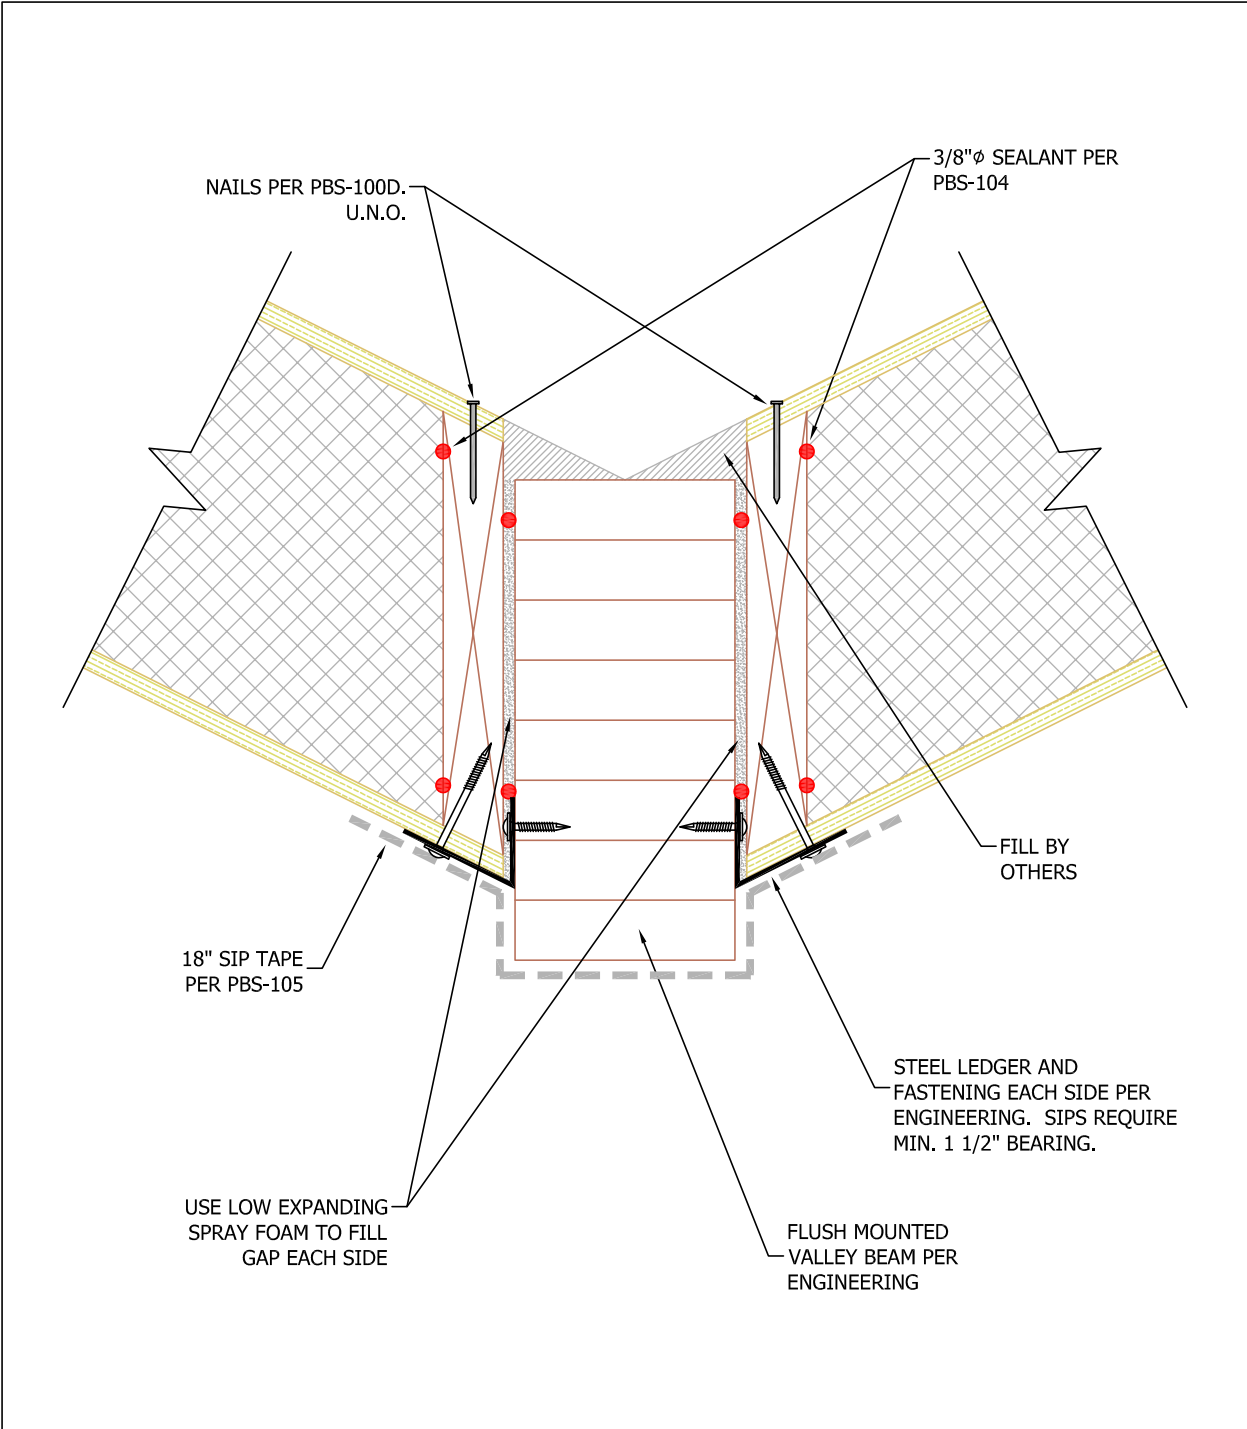 3/8"φ SEALANT PER
PBS-104
NAILS PER PBS-100D.
U.N.O.
FILL BY
OTHERS
18" SIP TAPE
PER PBS-105
STEEL LEDGER AND
FASTENING EACH SIDE PER
ENGINEERING. SIPS REQUIRE
MIN. 1 1/2" BEARING.
USE LOW EXPANDING
SPRAY FOAM TO FILL
GAP EACH SIDE
FLUSH MOUNTED
VALLEY BEAM PER
ENGINEERING